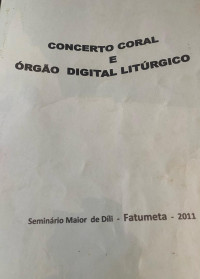 CONCERTO CORAL
E
ÓRGÃO DIGITAL LITÚRGICO
Seminário Maior de Dili - Fatumeta - 2011